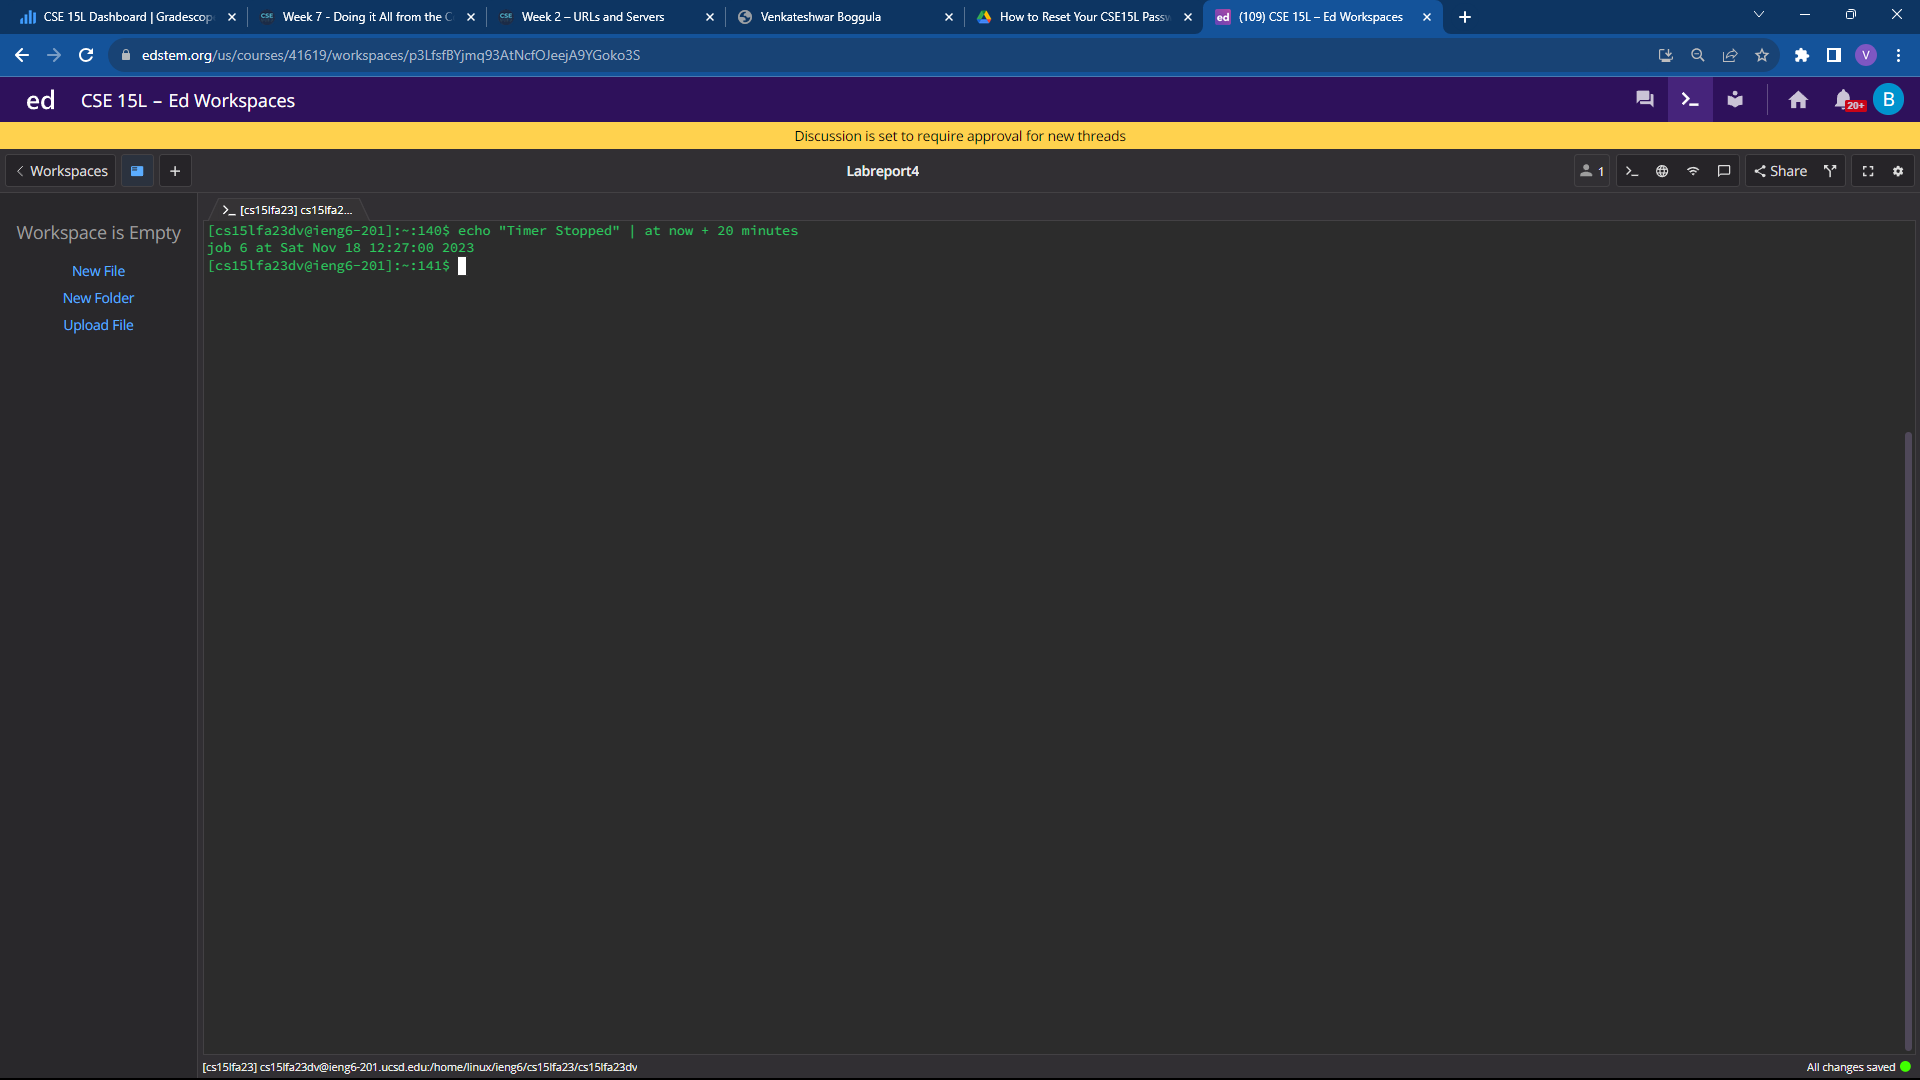 CSE 15L Dashboard | Gradescop
Week 7 - Doing it All from the C
Week 2 – URLs and Servers
Venkateshwar Boggula
How to Reset Your CSE15L Passw
(109) CSE 15L – Ed Workspaces
edstem.org/us/courses/41619/workspaces/p3LfsfBYjmq93AtNcfOJeejA9YGoko3S
V
ed CSE 15L – Ed Workspaces
20+ B
Discussion is set to require approval for new threads
Workspaces
Labreport4
1
Share
[cs15lfa23] cs15lfa2...
Workspace is Empty
New File
New Folder
Upload File
[cs15lfa23dv@ieng6-201]:~:140$ echo "Timer Stopped" | at now + 20 minutes
job 6 at Sat Nov 18 12:27:00 2023
[cs15lfa23dv@ieng6-201]:~:141$
[cs15lfa23] cs15lfa23dv@ieng6-201.ucsd.edu:/home/linux/ieng6/cs15lfa23/cs15lfa23dv
All changes saved